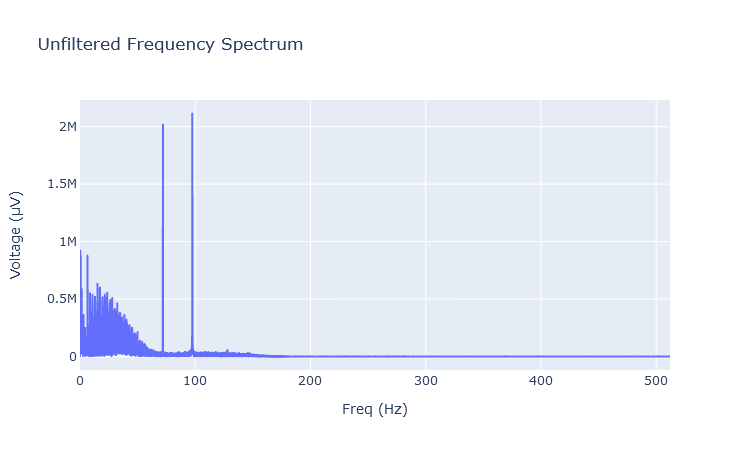 Unfiltered Frequency Spectrum
2M
1.5M
1M
0.5M
0
0 100 200 300 400 500
Voltage (μV)
Freq (Hz)